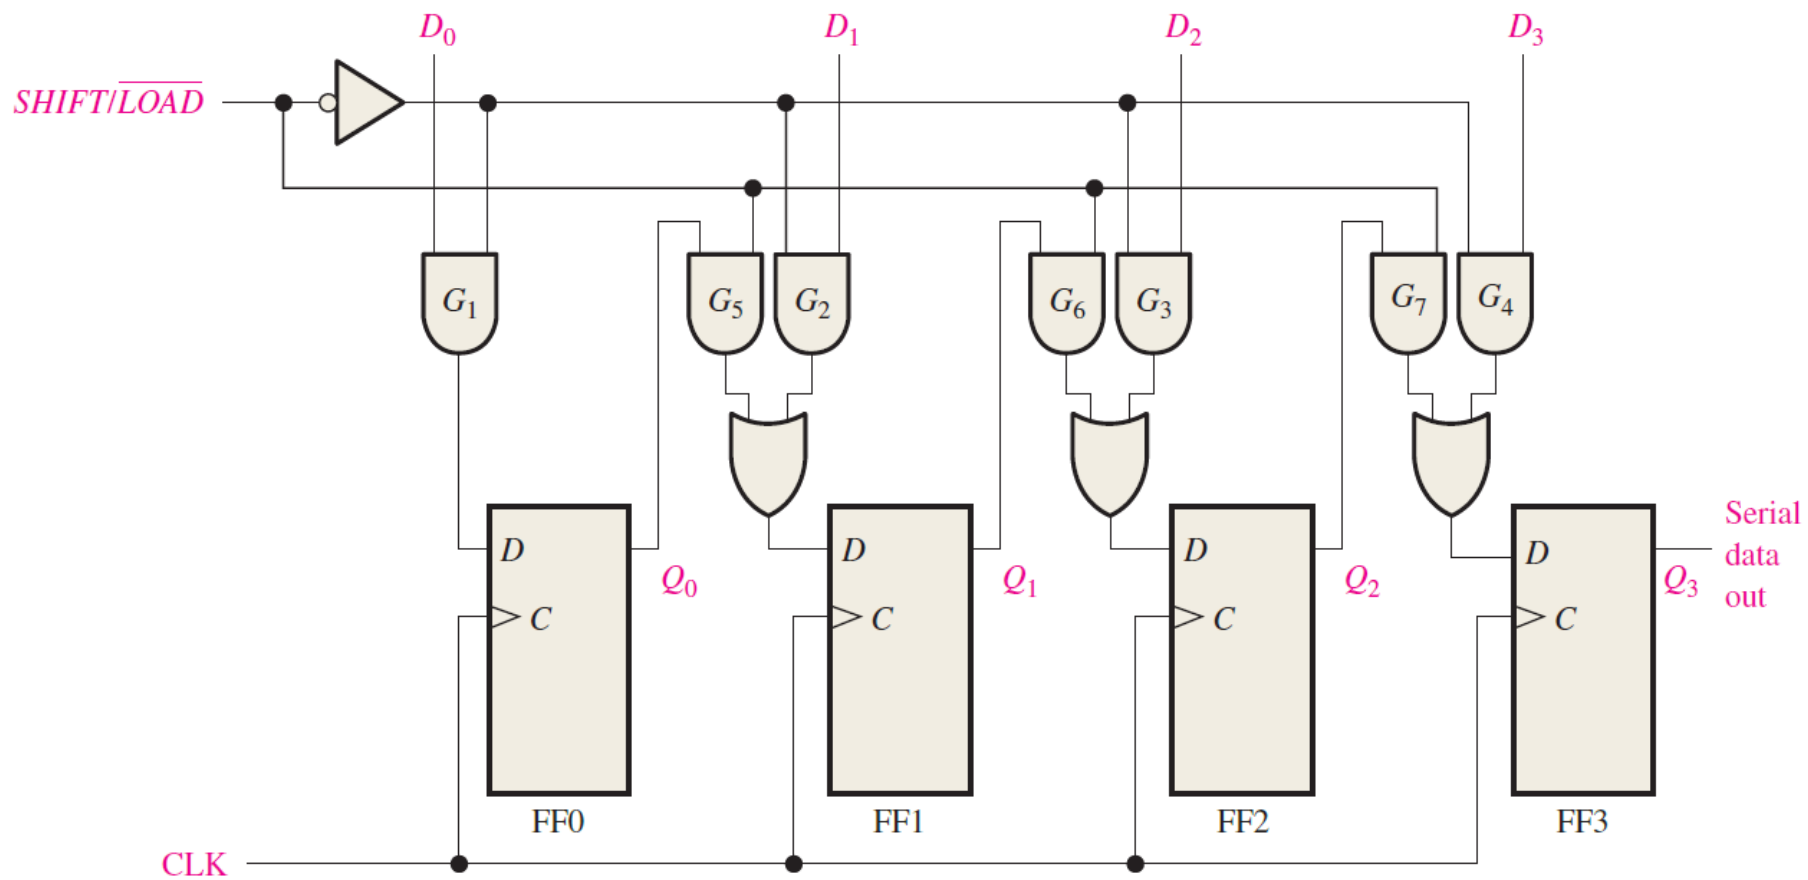 D₀ D₁ D₂ D₃
SHIFT/L̅O̅A̅D̅
G₁ G₅ G₂ G₆ G₃ G₇ G₄
Serial
data
out
D D D D
Q₀ Q₁ Q₂ Q₃
C C C C
FF0 FF1 FF2 FF3
CLK